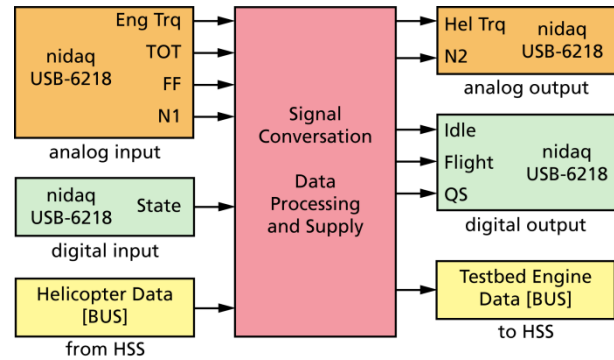 Eng Trq
nidaq
USB-6218
TOT
FF
N1
analog input
nidaq
USB-6218
State
digital input
Helicopter Data
[BUS]
from HSS
Signal
Conversation
Data
Processing
and Supply
Hel Trq
nidaq
USB-6218
N2
analog output
Idle
nidaq
USB-6218
Flight
QS
digital output
Testbed Engine
Data [BUS]
to HSS